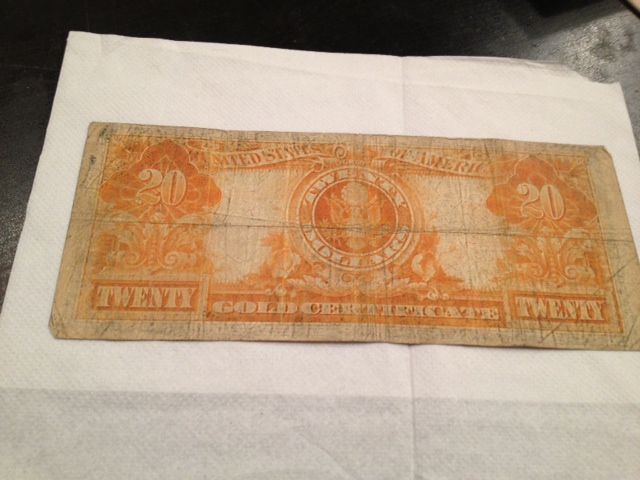 UNITED STATES OF AMERICA
20
TWENTY
DOLLARS
20
TWENTY
GOLD CERTIFICATE
TWENTY